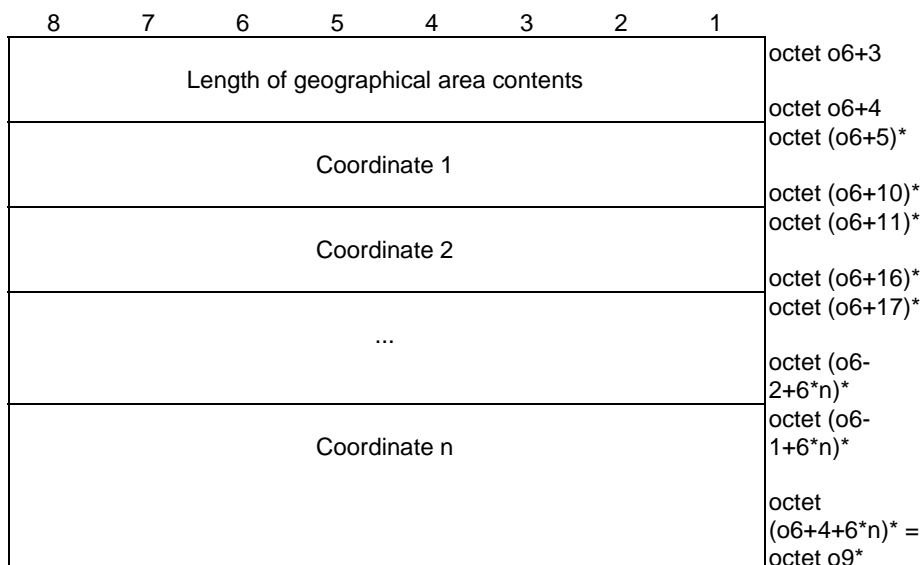 8 7 6 5 4 3 2 1
Length of geographical area contents
octet o6+3
octet o6+4
Coordinate 1
octet (o6+5)*
octet (o6+10)*
Coordinate 2
octet (o6+11)*
octet (o6+16)*
...
octet (o6+17)*
octet (o6-
2+6*n)*
Coordinate n
octet (o6-
1+6*n)*
octet
(o6+4+6*n)* =
octet o9*